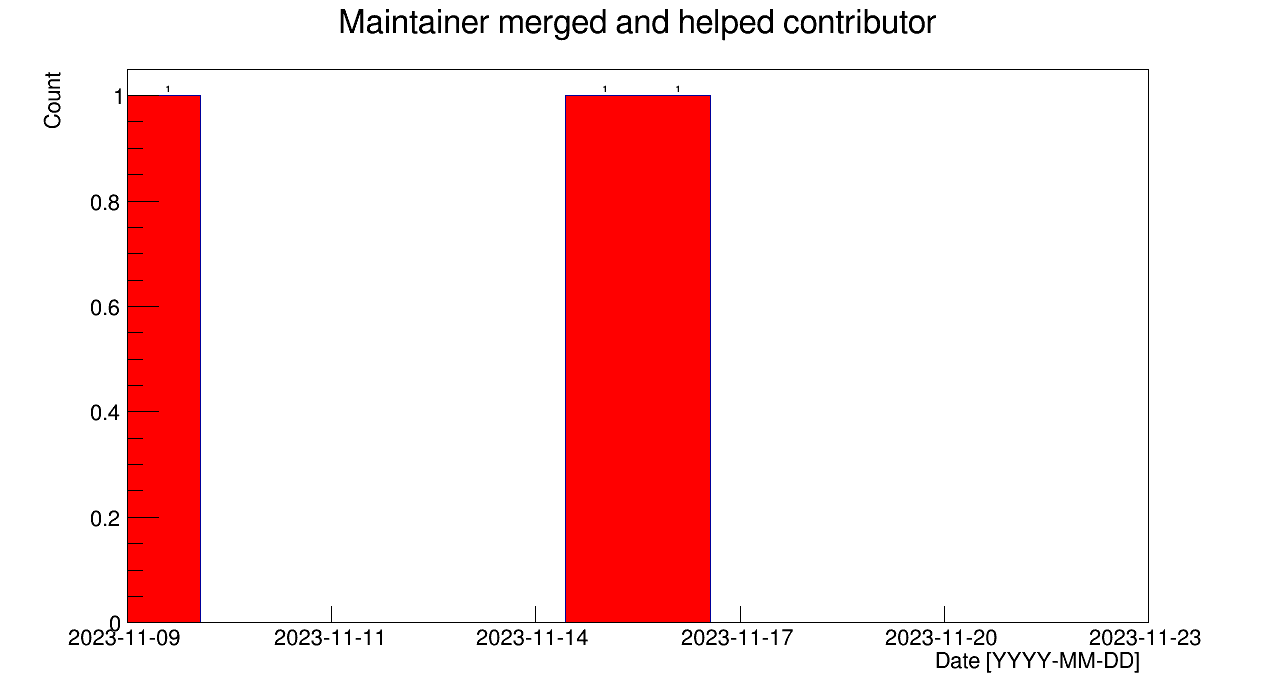 Maintainer merged and helped contributor
Count
1 1 1
1
0.8
0.6
0.4
0.2
0
2023-11-09 2023-11-11 2023-11-14 2023-11-17 2023-11-20 2023-11-23
Date [YYYY-MM-DD]